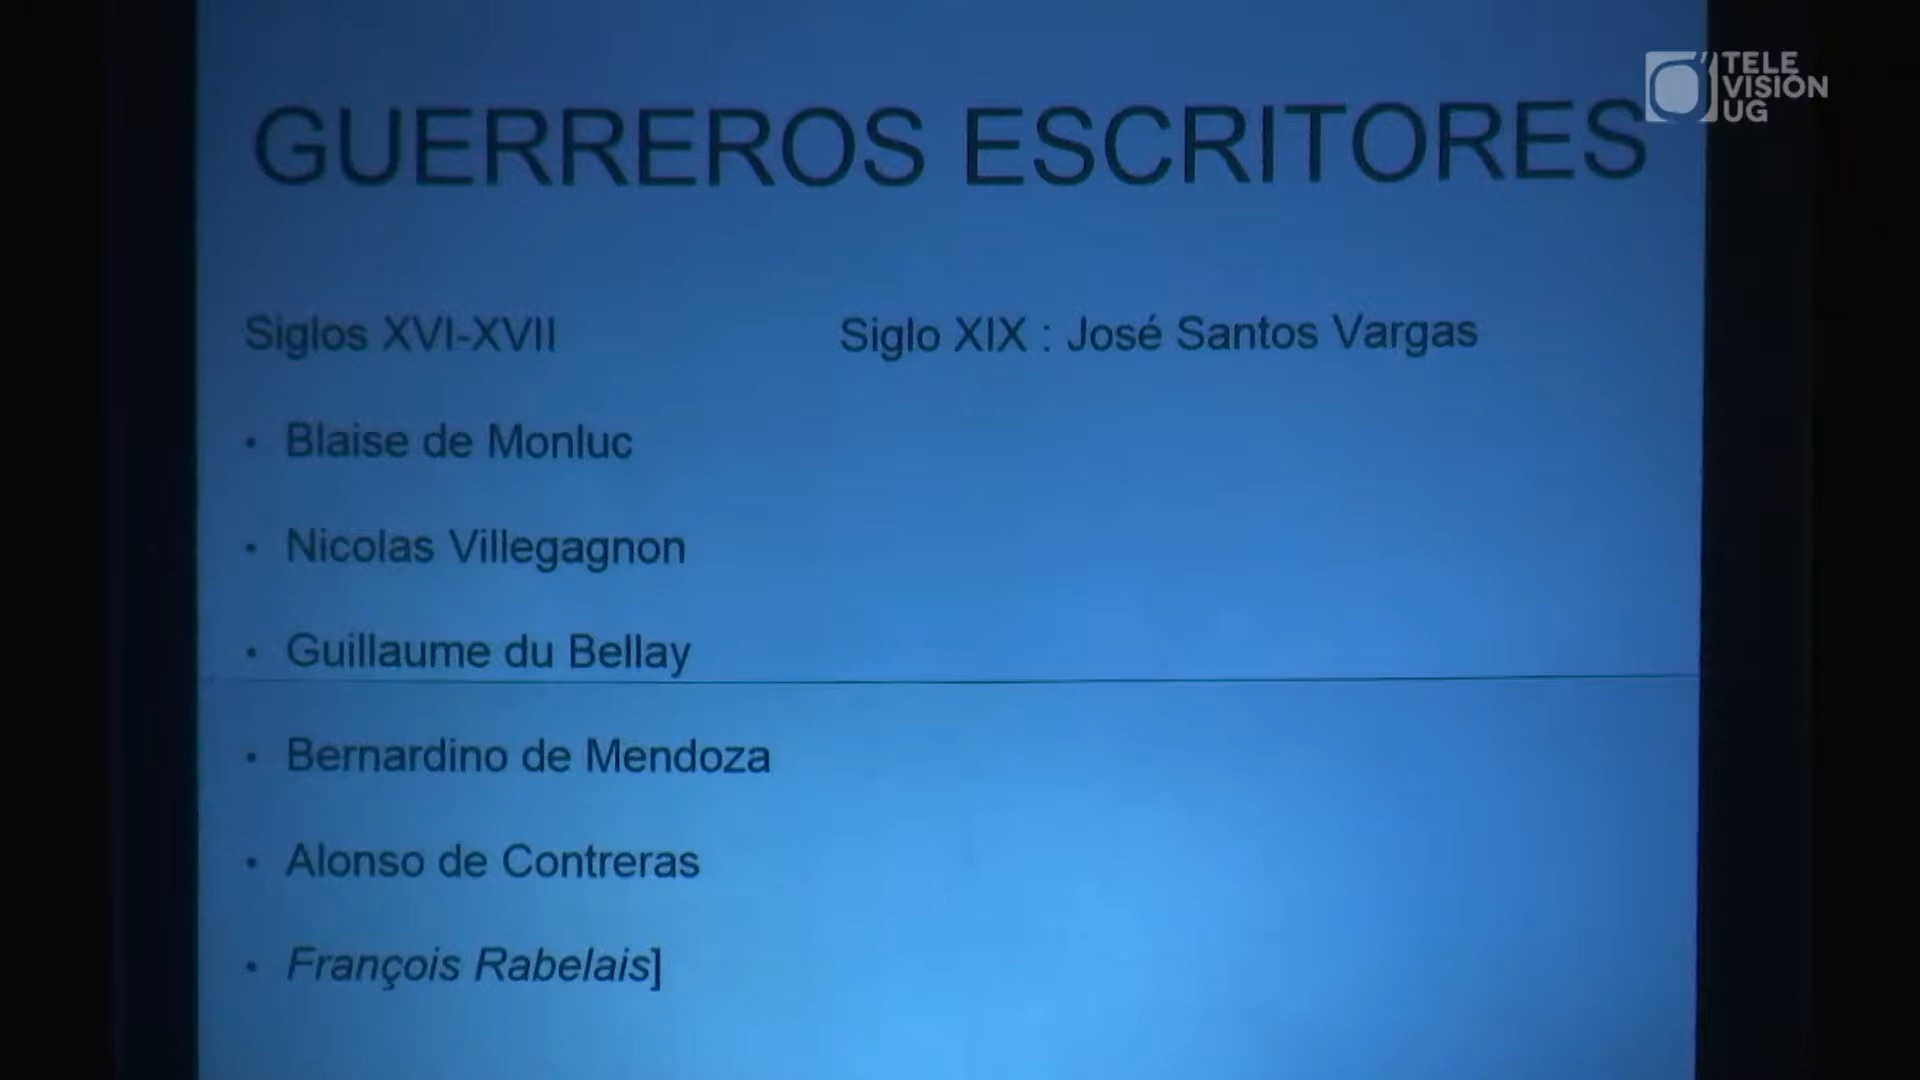 GUERREROS ESCRITORES
TELE
VISIÓN
UG
Siglos XVI-XVII
Siglo XIX : José Santos Vargas
• Blaise de Monluc
• Nicolas Villegagnon
• Guillaume du Bellay
• Bernardino de Mendoza
• Alonso de Contreras
• François Rabelais]